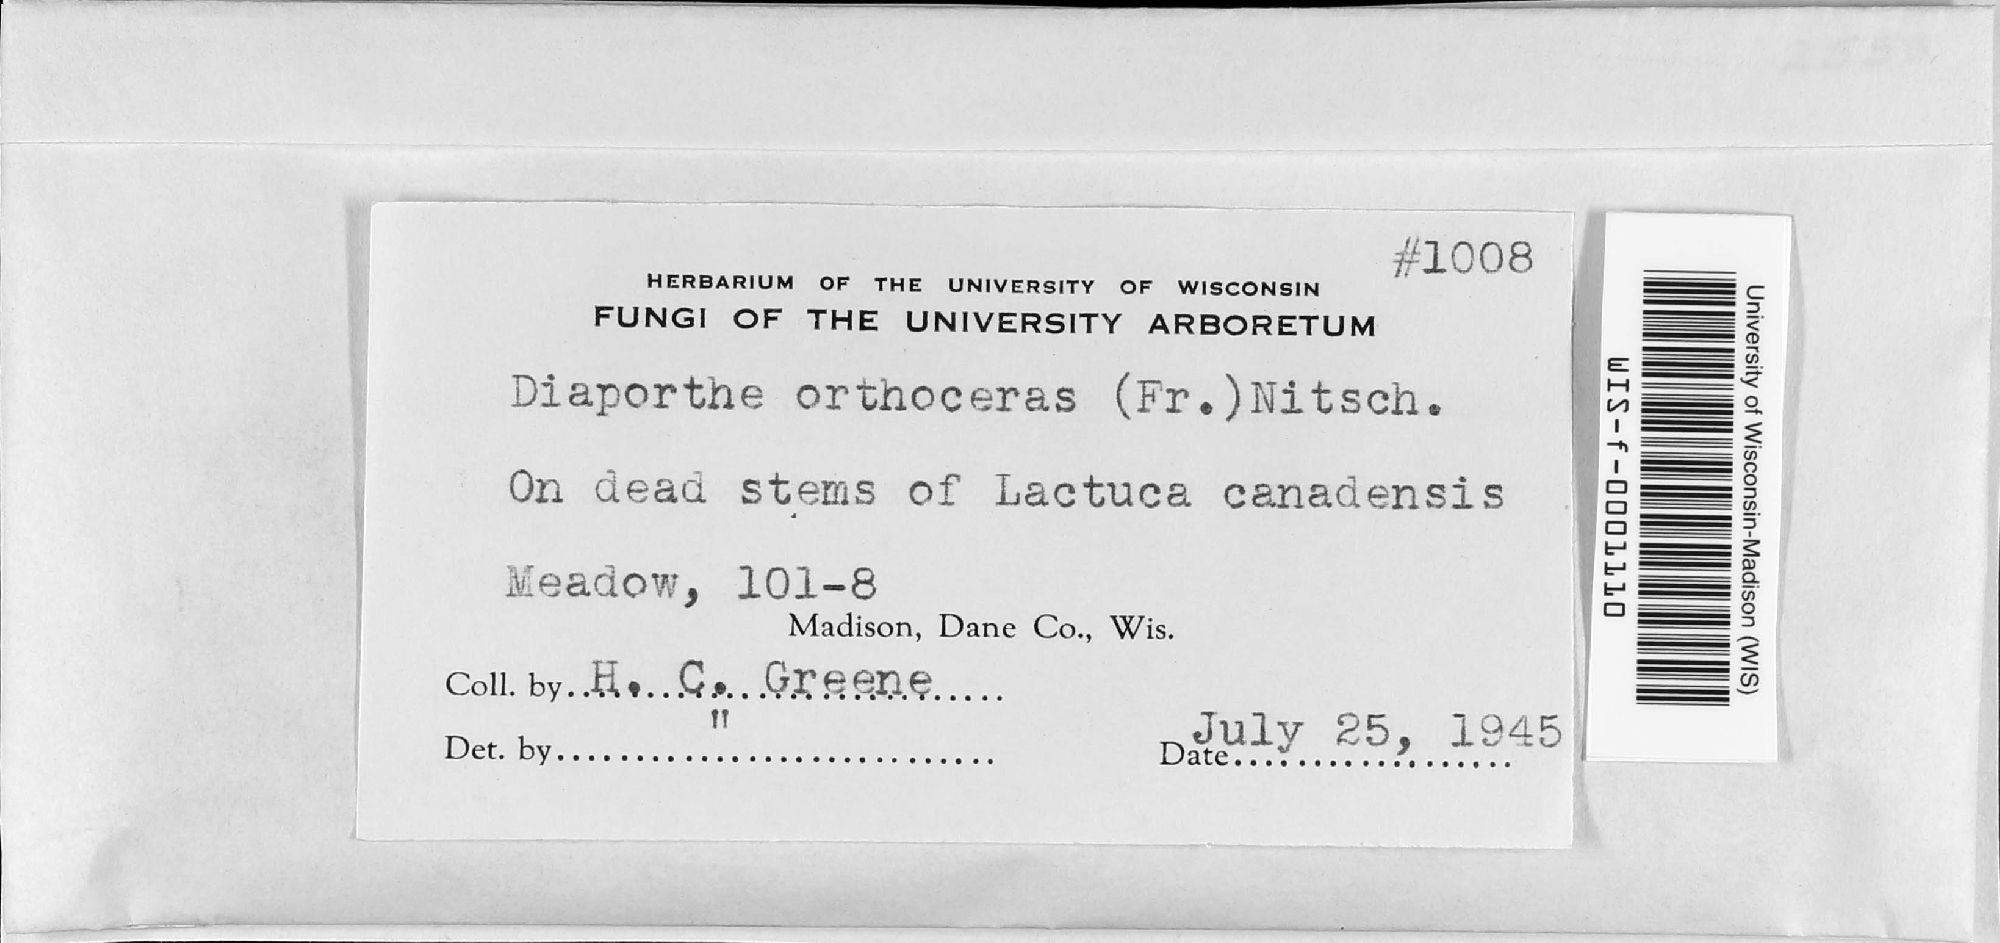 #1008
HERBARIUM OF THE UNIVERSITY OF WISCONSIN
FUNGI OF THE UNIVERSITY ARBORETUM
Diaporthe orthoceras (Fr.)Nitsch.
On dead stems of Lactuca canadensis
Meadow, 101-8
Madison, Dane Co., Wis.
Coll. by..H...C...Greene.....
"
Det. by............................
July 25, 1945
Date..................
University of Wisconsin-Madison (WIS)
WIS-f-0001110